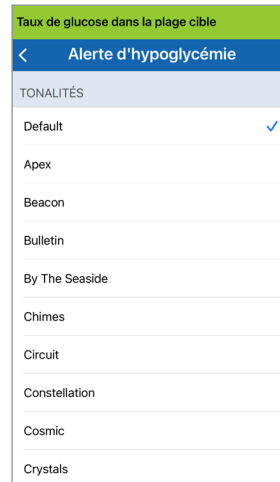 Taux de glucose dans la plage cible
Alerte d'hypoglycémie
TONALITÉS
Default
Apex
Beacon
Bulletin
By The Seaside
Chimes
Circuit
Constellation
Cosmic
Crystals